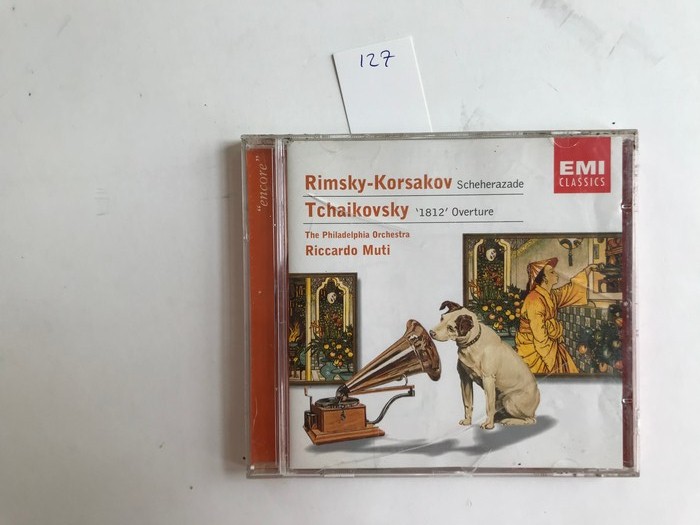 127
"encore"
EMI
CLASSICS
Rimsky-Korsakov Scheherazade
Tchaikovsky '1812' Overture
The Philadelphia Orchestra
Riccardo Muti